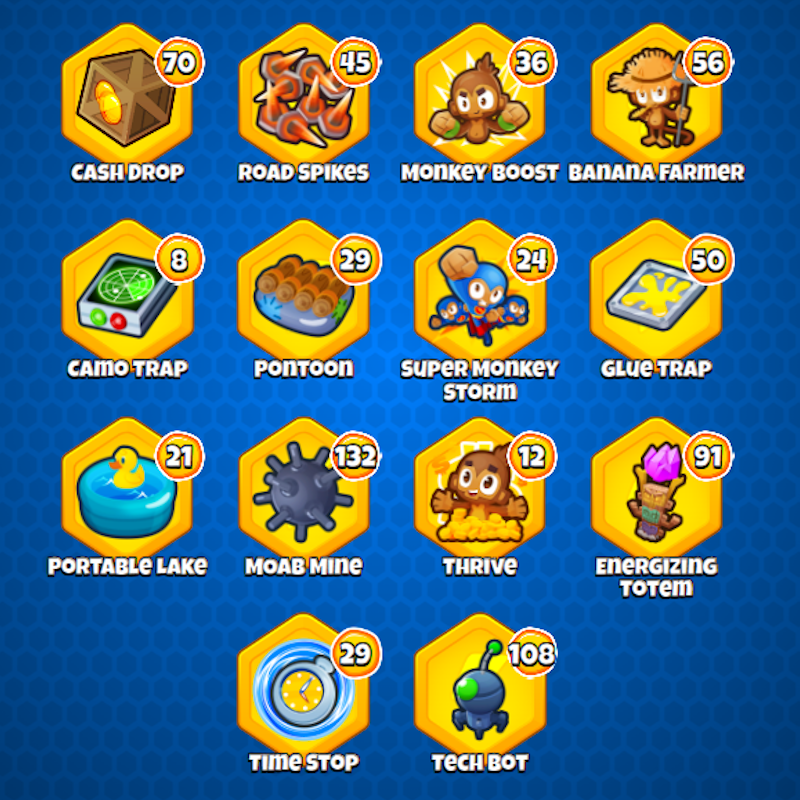 70 45 36 56
CASH DROP ROAD SPIKES MONKEY BOOST BANANA FARMER
8 29 24 50
CAMO TRAP PONTOON SUPER MONKEY STORM GLUE TRAP
21 132 12 91
PORTABLE LAKE MOAB MINE THRIVE ENERGIZING TOTEM
29 108
TIME STOP TECH BOT